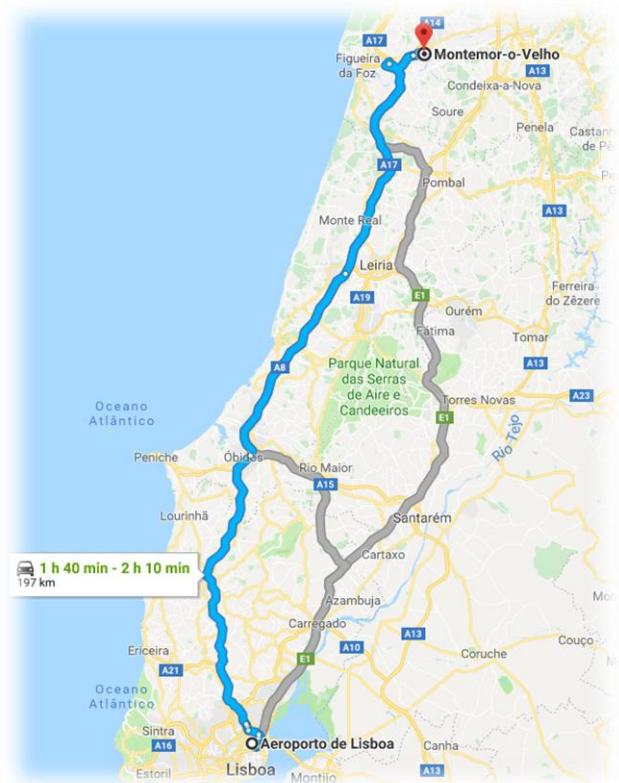 A14
A17
Montemor-o-Velho
Figueira
da Foz
A13
Condeixa-a-Nova
Soure
Penela
A17
Pombal
A13
Monte Real
Leiria
A19
E1
Ferreira
do Zêzere
Ourém
Fátima
Tomar
A8
Parque Natural
das Serras
de Aire e
Candeeiros
A13
A23
Torres Novas
E1
Oceano
Atlântico
Rio Tejo
Peniche
Óbidos
Rio Maior
A15
Lourinhã
Santarém
Cartaxo
1 h 40 min - 2 h 10 min
197 km
Azambuja
Carregado
A13
Couço
Ericeira
E1
A10
Coruche
A21
Oceano
Atlântico
Sintra
A16
Aeroporto de Lisboa
Canha
Estoril
Lisboa
Montijo
A13